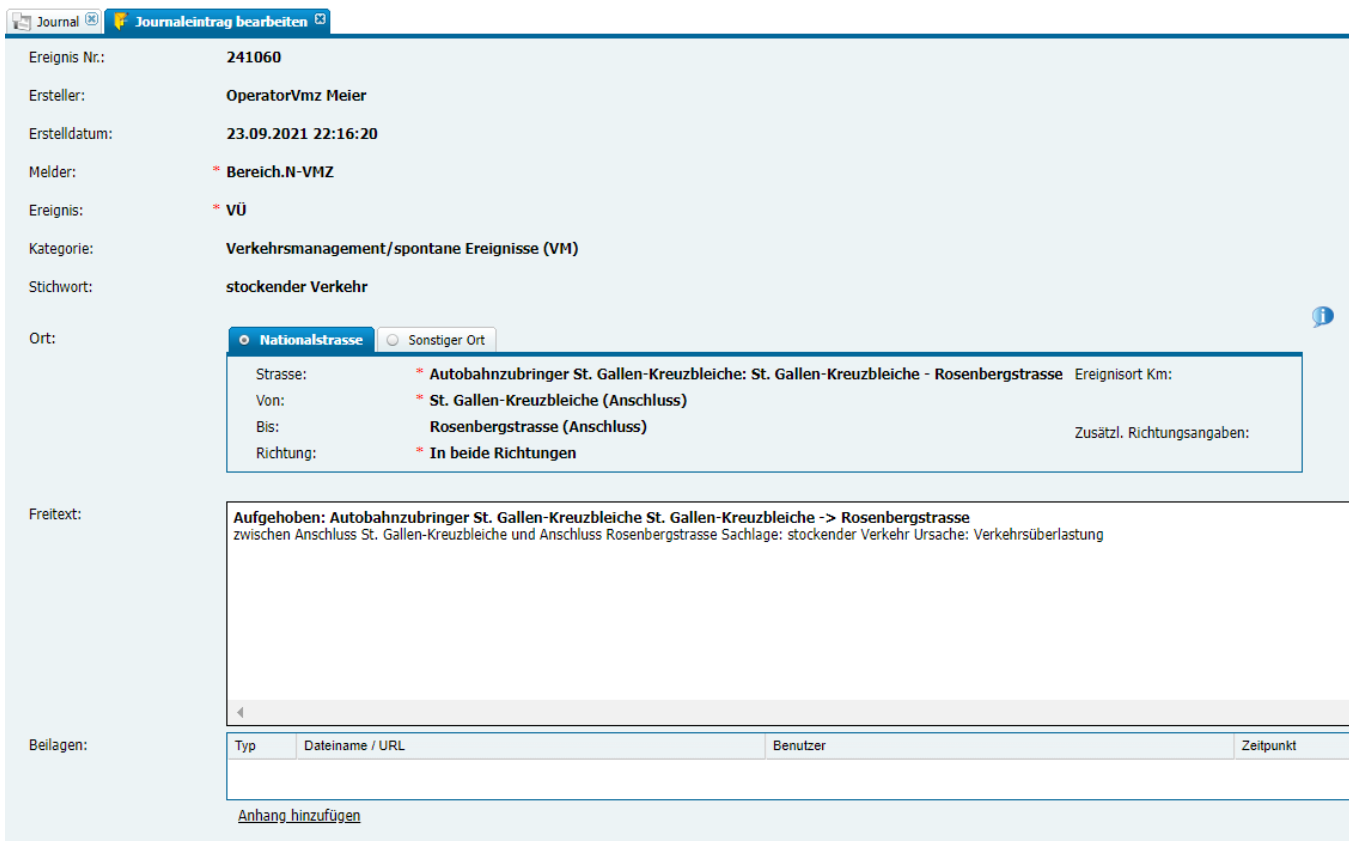 Journal Journaleintrag bearbeiten
Ereignis Nr.: 241060
Ersteller: OperatorVmz Meier
Erstelldatum: 23.09.2021 22:16:20
Melder: * Bereich.N-VMZ
Ereignis: * VÜ
Kategorie: Verkehrsmanagement/spontane Ereignisse (VM)
Stichwort: stockender Verkehr
Ort: Nationalstrasse Sonstiger Ort
Strasse: * Autobahnzubringer St. Gallen-Kreuzbleiche: St. Gallen-Kreuzbleiche - Rosenbergstrasse Ereignisort Km:
Von: * St. Gallen-Kreuzbleiche (Anschluss)
Bis: Rosenbergstrasse (Anschluss)
Zusätzl. Richtungsangaben:
Richtung: * In beide Richtungen
Freitext:
Aufgehoben: Autobahnzubringer St. Gallen-Kreuzbleiche St. Gallen-Kreuzbleiche -> Rosenbergstrasse
zwischen Anschluss St. Gallen-Kreuzbleiche und Anschluss Rosenbergstrasse Sachlage: stockender Verkehr Ursache: Verkehrsüberlastung
Beilagen: Typ Dateiname / URL Benutzer Zeitpunkt
Anhang hinzufügen